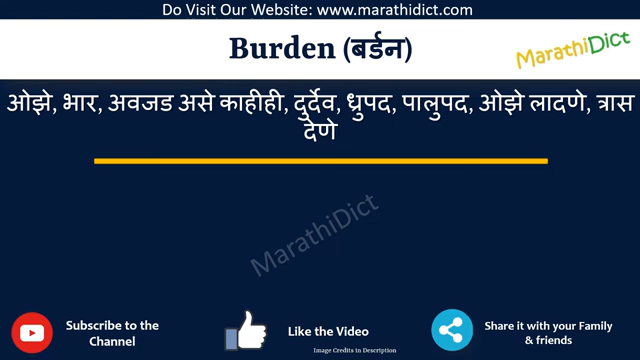 Do Visit Our Website: www.marathidict.com
Burden (बर्डन)
MarathiDict
ओझे, भार, अवजड असे काहीही, दुर्देव, ध्रुपद, पालुपद, ओझे लादणे, त्रास
देणे
MarathiDict
Subscribe to the
Channel
Like the Video
Share it with your Family
& friends
Image Credits in Description